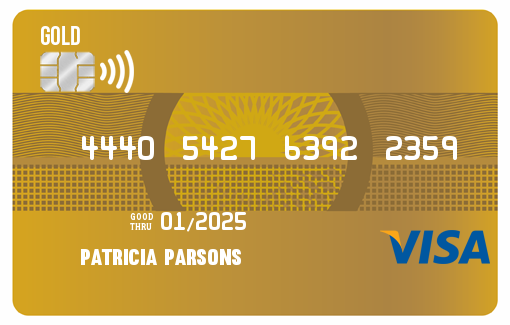 GOLD
4440 5427 6392 2359
GOOD THRU 01/2025
PATRICIA PARSONS
VISA